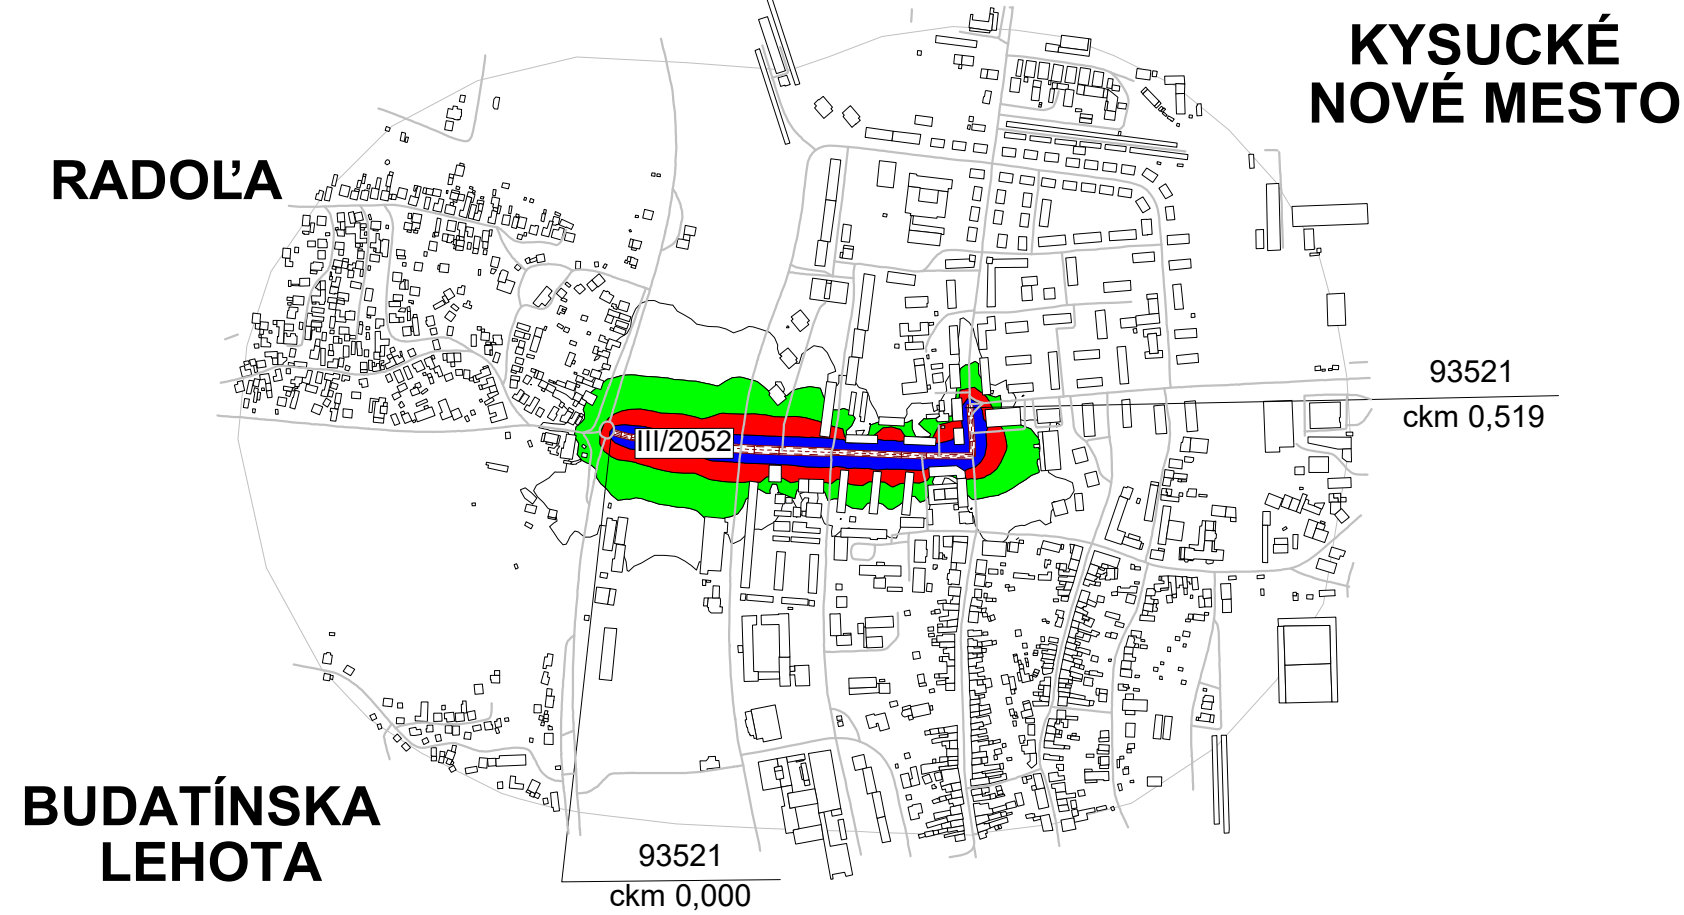 KYSUCKÉ
NOVÉ MESTO
RADOĽA
93521
ckm 0,519
III/2052
BUDATÍNSKA
LEHOTA
93521
ckm 0,000